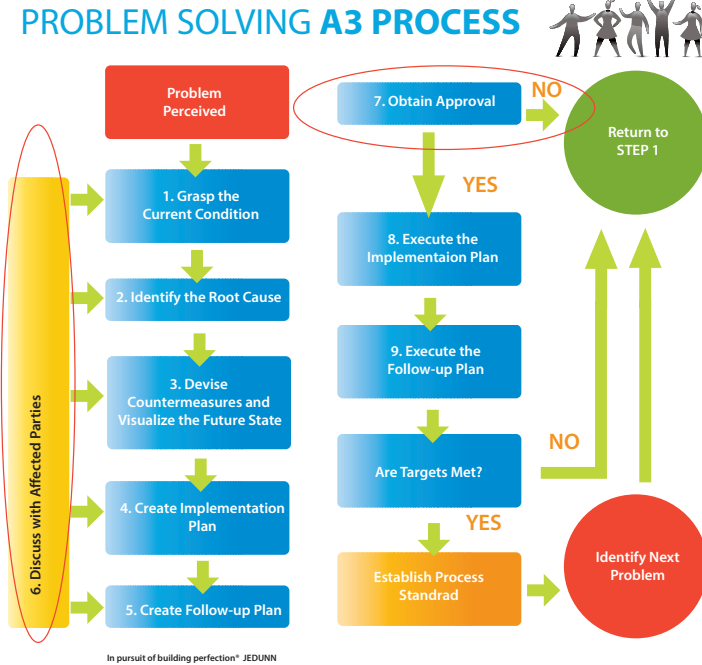 PROBLEM SOLVING A3 PROCESS
Problem
Perceived
1. Grasp the
Current Condition
2. Identify the Root Cause
3. Devise
Countermeasures and
Visualize the Future State
4. Create Implementation
Plan
5. Create Follow-up Plan
6. Discuss with Affected Parties
7. Obtain Approval
NO
Return to
STEP 1
YES
8. Execute the
Implementaion Plan
9. Execute the
Follow-up Plan
Are Targets Met?
NO
YES
Establish Process
Standrad
Identify Next
Problem
In pursuit of building perfection® JEDUNN